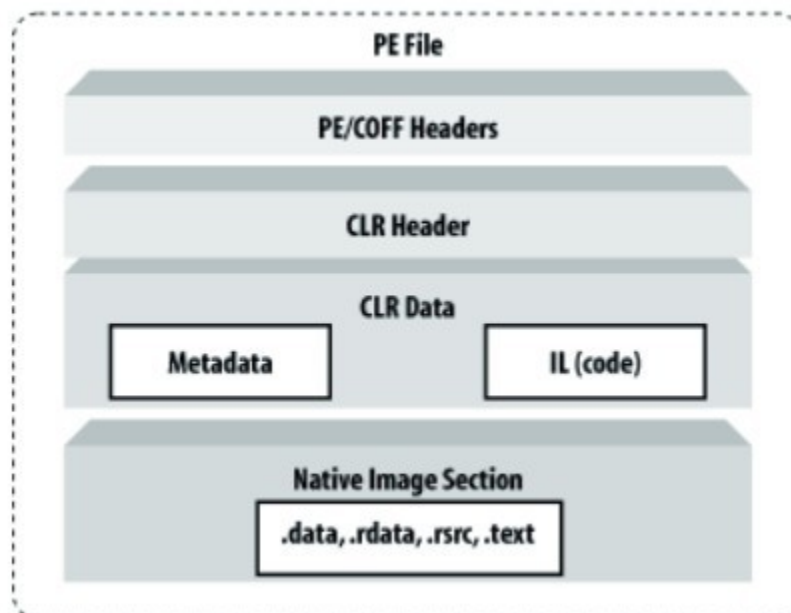 PE File
PE/COFF Headers
CLR Header
CLR Data
Metadata
IL (code)
Native Image Section
.data, .rdata, .rsrc, .text